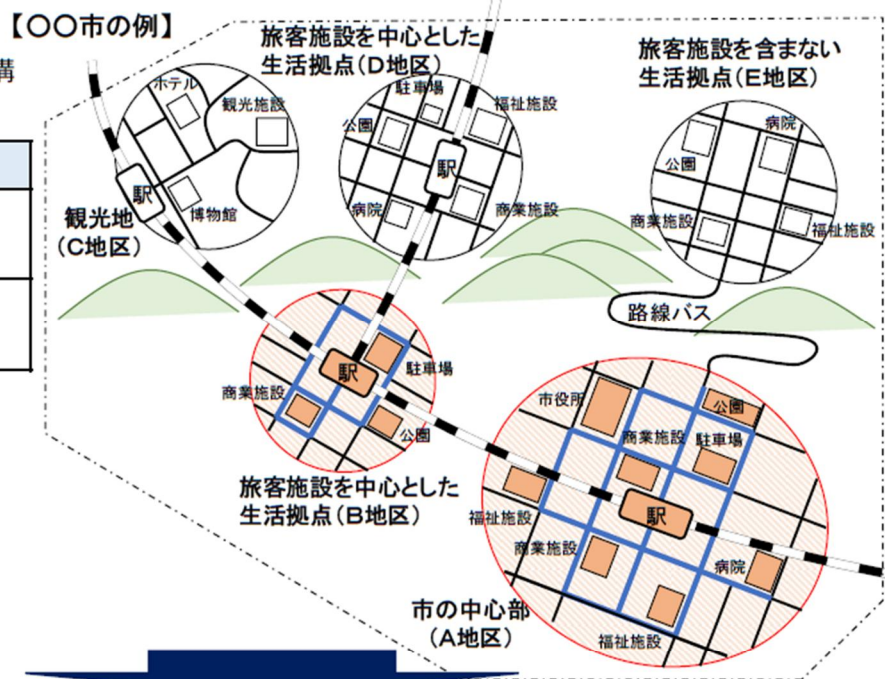 【〇〇市の例】
構
旅客施設を中心とした
生活拠点(D地区)
旅客施設を含まない
生活拠点(E地区)
ホテル
観光施設
駅
博物館
観光地
(C地区)
駐車場
福祉施設
公園
駅
病院
商業施設
病院
公園
商業施設
福祉施設
路線バス
駅
駐車場
商業施設
公園
旅客施設を中心とした
生活拠点(B地区)
市役所
公園
商業施設
駐車場
福祉施設
駅
商業施設
病院
福祉施設
市の中心部
(A地区)